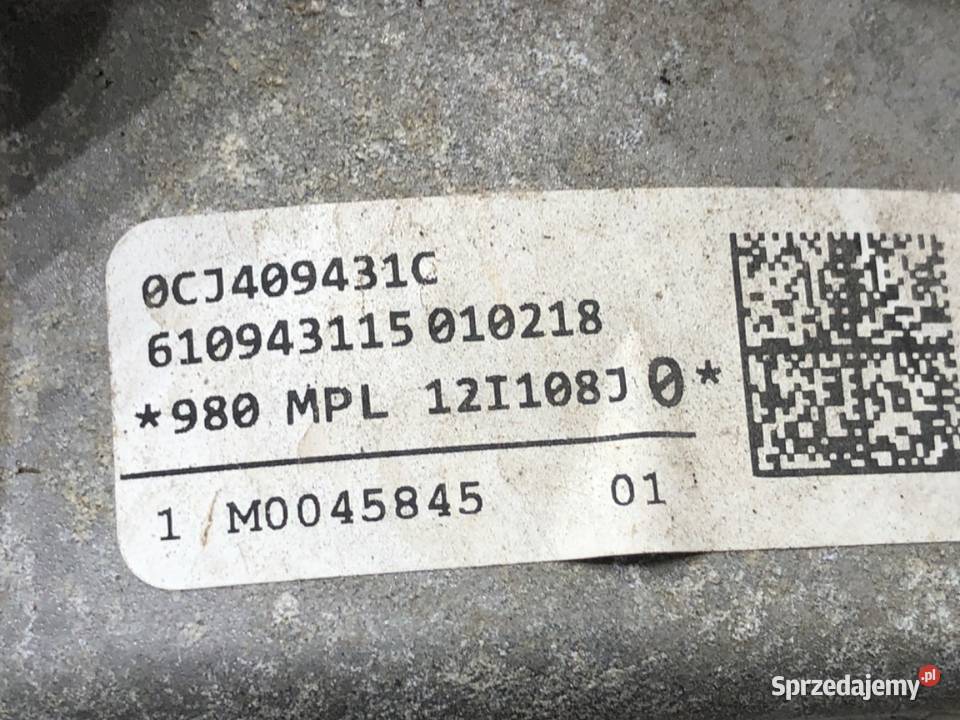 0CJ409431C
610943115 010218
*980 MPL 12I108J 0*
1 M0045845 01
Sprzedajemy.pl